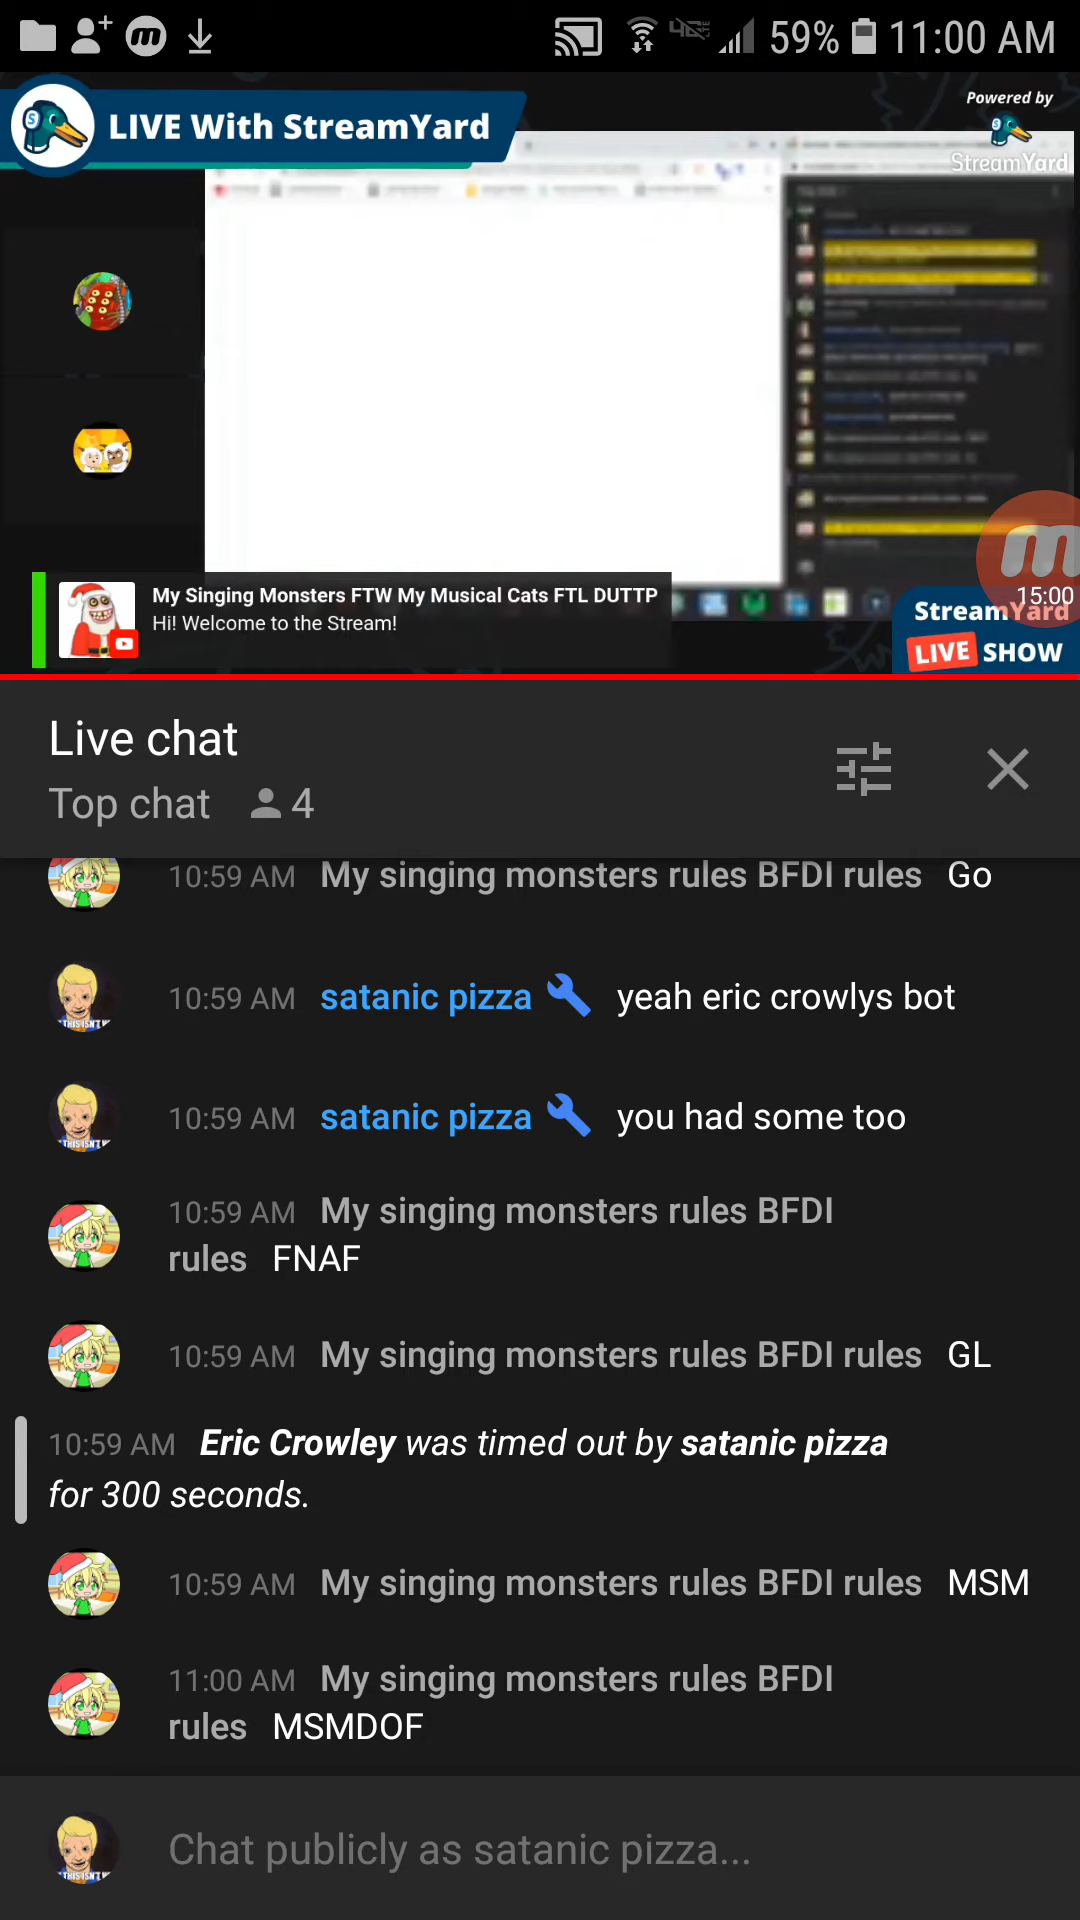 59% 11:00 AM
LIVE With StreamYard
Powered by
StreamYard
My Singing Monsters FTW My Musical Cats FTL DUTTP
Hi! Welcome to the Stream!
15:00
StreamYard
LIVE SHOW
Live chat
Top chat 4
10:59 AM My singing monsters rules BFDI rules Go
10:59 AM satanic pizza yeah eric crowlys bot
10:59 AM satanic pizza you had some too
10:59 AM My singing monsters rules BFDI
rules FNAF
10:59 AM My singing monsters rules BFDI rules GL
10:59 AM Eric Crowley was timed out by satanic pizza
for 300 seconds.
10:59 AM My singing monsters rules BFDI rules MSM
11:00 AM My singing monsters rules BFDI
rules MSMDOF
Chat publicly as satanic pizza...